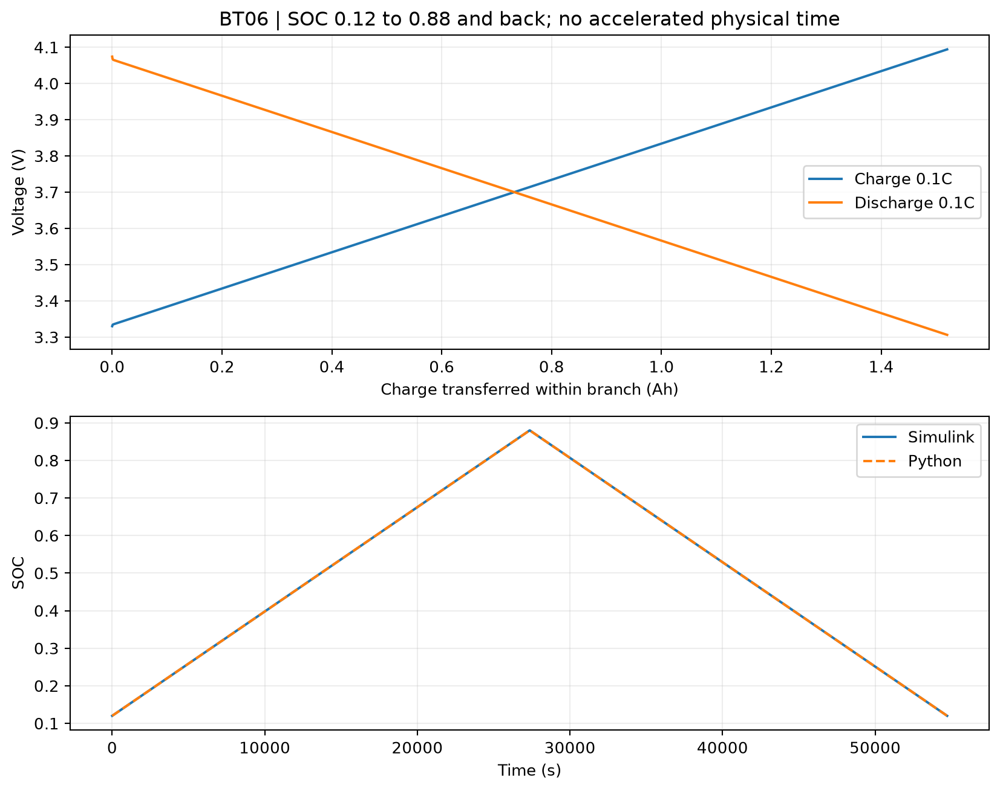 BT06 | SOC 0.12 to 0.88 and back; no accelerated physical time
4.1
4.0
3.9
3.8
3.7
3.6
3.5
3.4
3.3
Voltage (V)
Charge 0.1C
Discharge 0.1C
0.0 0.2 0.4 0.6 0.8 1.0 1.2 1.4
Charge transferred within branch (Ah)
0.9
0.8
0.7
0.6
0.5
0.4
0.3
0.2
0.1
SOC
Simulink
Python
0 10000 20000 30000 40000 50000
Time (s)